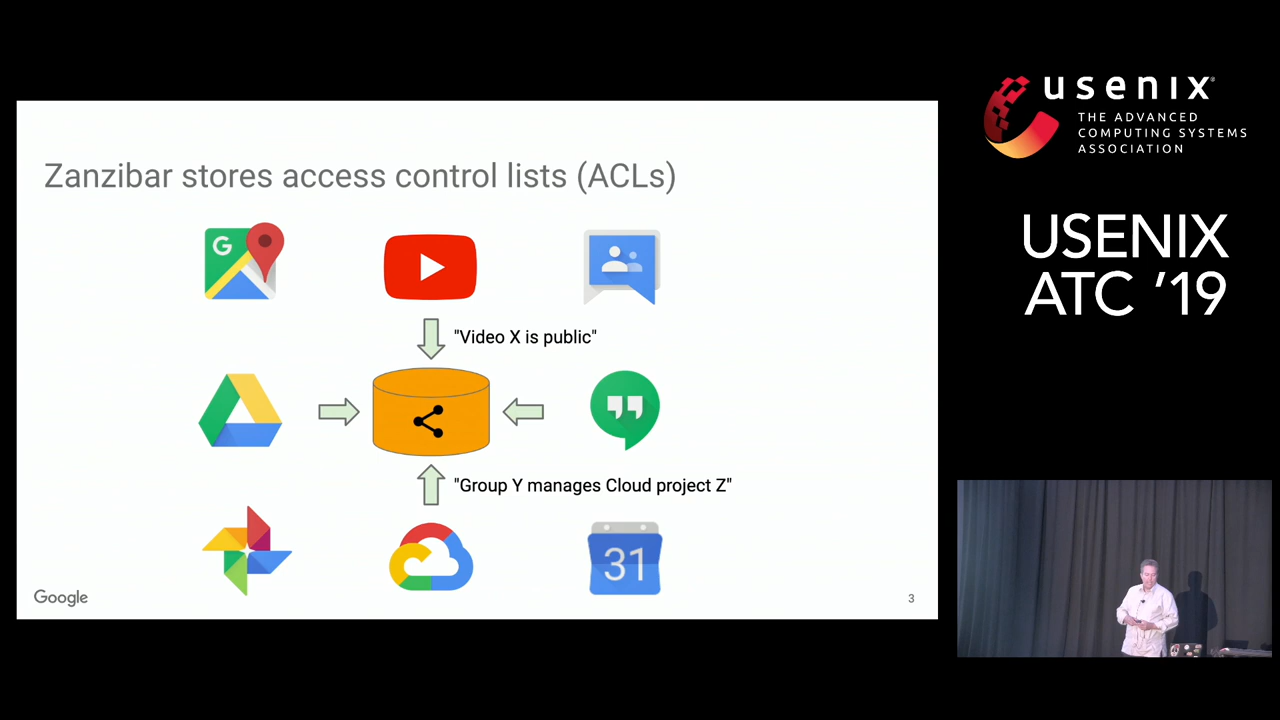 Zanzibar stores access control lists (ACLs)
G
"Video X is public"
"Group Y manages Cloud project Z"
31
Google
3
usenix
THE ADVANCED
COMPUTING SYSTEMS
ASSOCIATION
USENIX
ATC '19